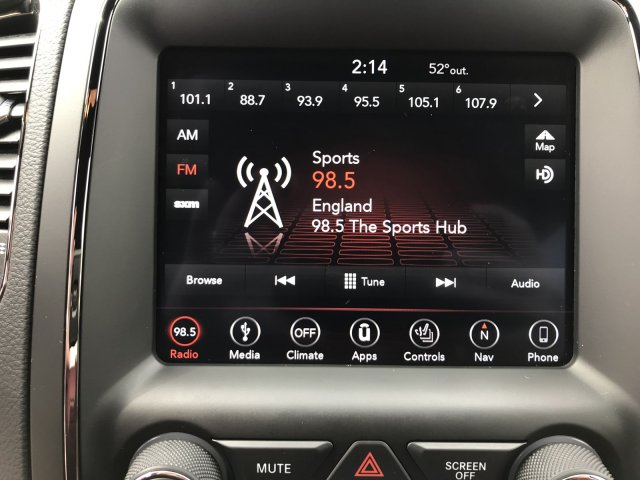 2:14 52°out.
1 101.1 2 88.7 3 93.9 4 95.5 5 105.1 6 107.9
AM
Map
Sports
FM
98.5
HD
England
sxm
98.5 The Sports Hub
Browse Tune Audio
98.5 OFF N
Radio Media Climate Apps Controls Nav Phone
MUTE
SCREEN
OFF